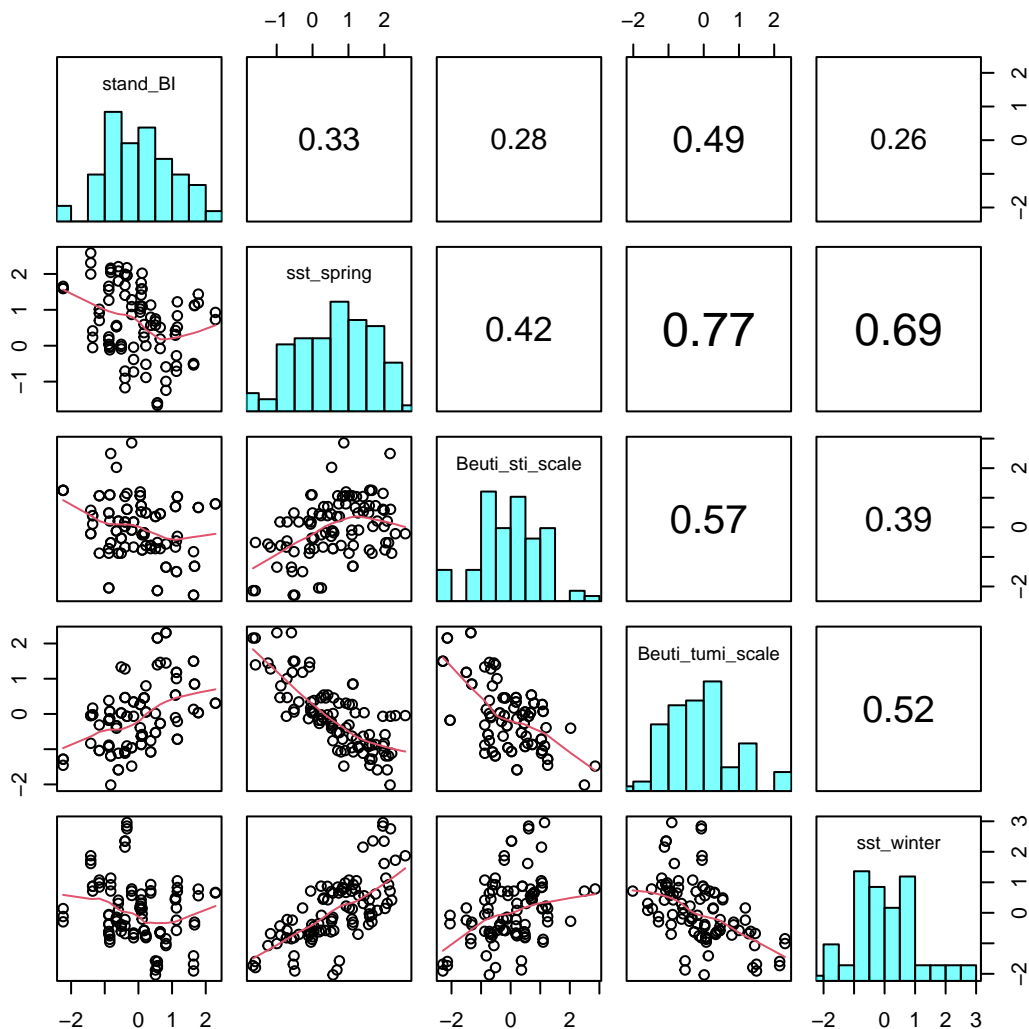 −1 0 1 2 −2 0 1 2
stand_BI
0.33 0.28 0.49 0.26
−2 0 1 2
sst_spring
−1 0 1 2
0.42 0.77 0.69
Beuti_sti_scale
0.57 0.39
−2 0 2
Beuti_tumi_scale
−2 0 1 2
0.52
sst_winter
−2 0 1 2 3
−2 0 1 2 −2 0 2 −2 0 1 2 3